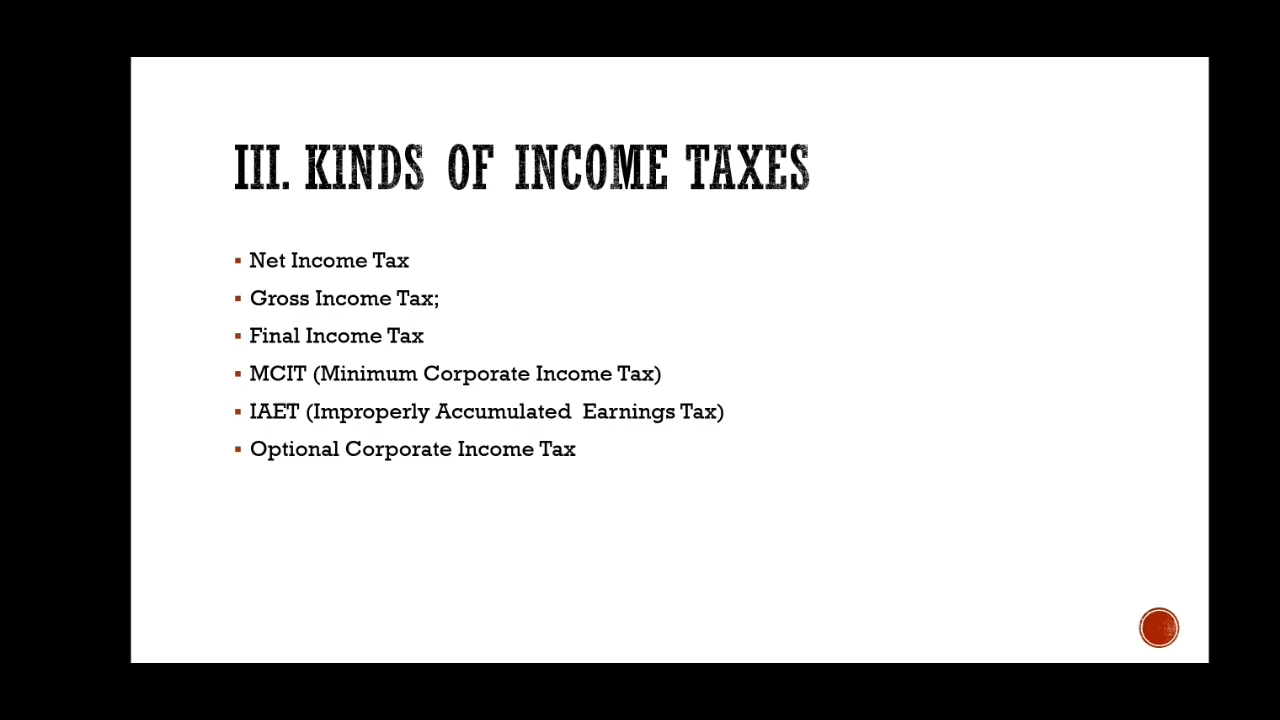 III. KINDS OF INCOME TAXES
▪ Net Income Tax
▪ Gross Income Tax;
▪ Final Income Tax
▪ MCIT (Minimum Corporate Income Tax)
▪ IAET (Improperly Accumulated Earnings Tax)
▪ Optional Corporate Income Tax